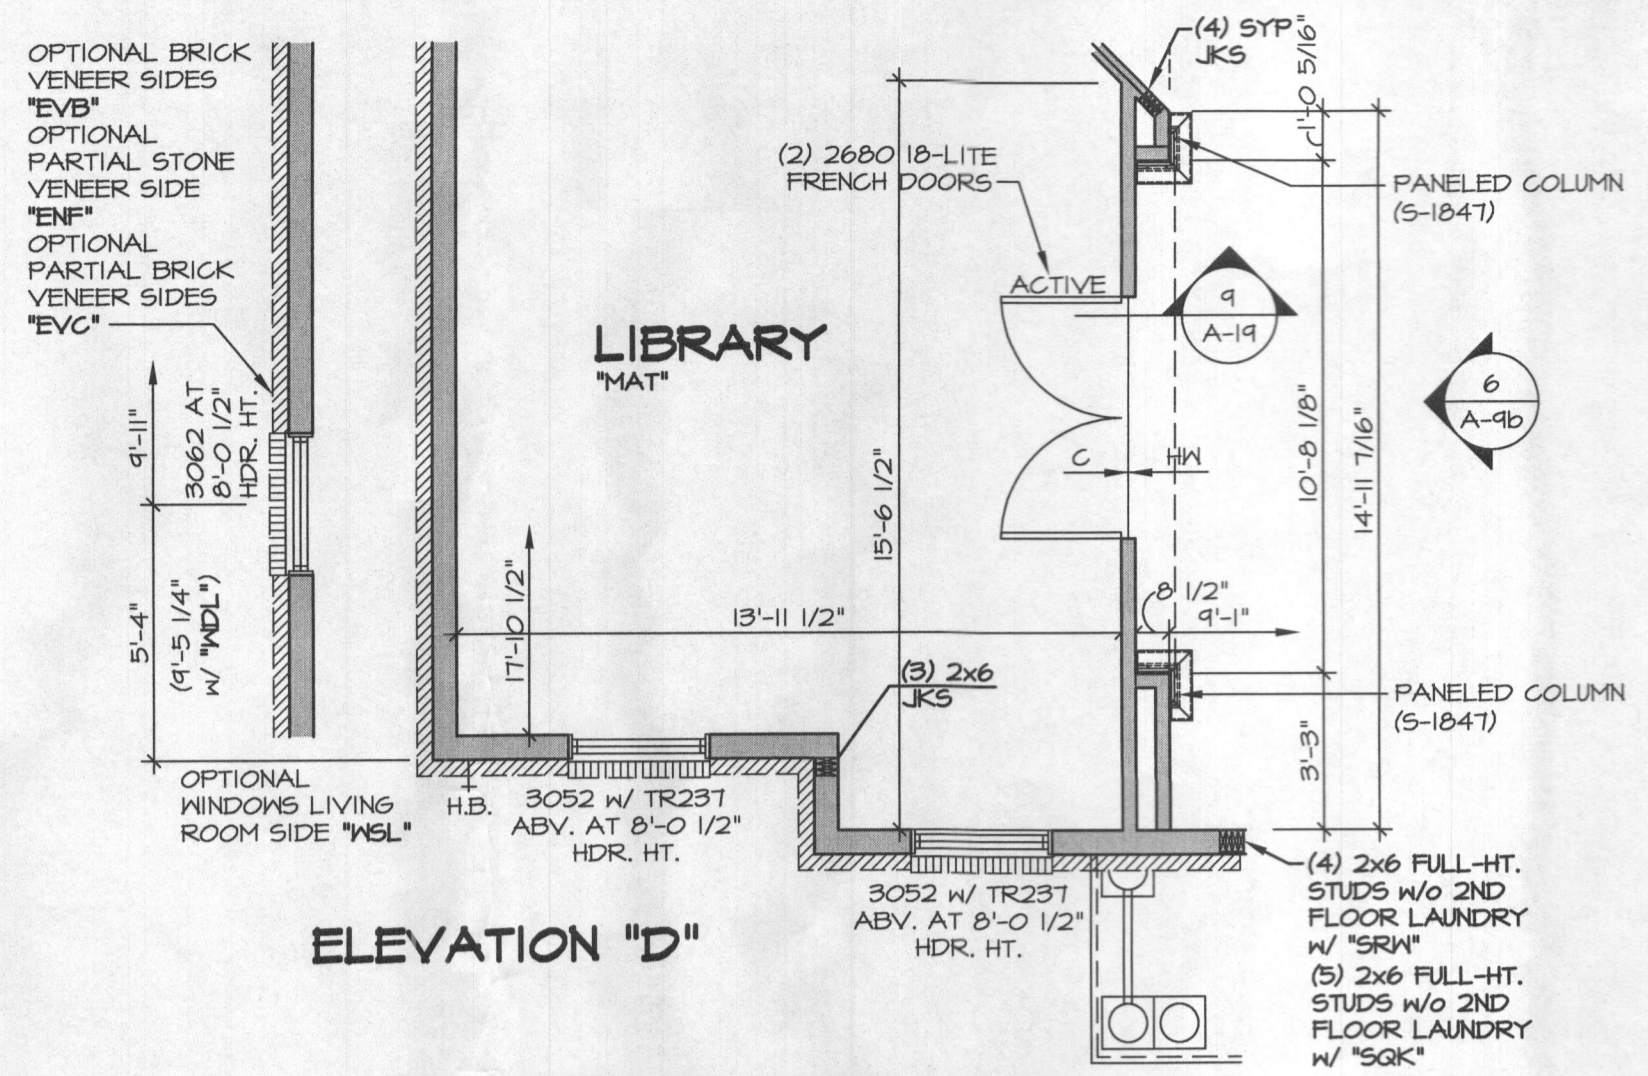 OPTIONAL BRICK
VENEER SIDES
"EVB"
OPTIONAL
PARTIAL STONE
VENEER SIDE
"ENF"
OPTIONAL
PARTIAL BRICK
VENEER SIDES
"EVC"
9'-11"
3062 AT
8'-0 1/2"
HDR. HT.
5'-4"
(9'-5 1/4"
w/ "WDL")
OPTIONAL
WINDOWS LIVING
ROOM SIDE "WSL"
H.B.
3052 w/ TR237
ABV. AT 8'-0 1/2"
HDR. HT.
17'-10 1/2"
LIBRARY
"MAT"
13'-11 1/2"
15'-6 1/2"
(2) 2680 18-LITE
FRENCH DOORS
ACTIVE
C
HW
(3) 2x6
JKS
3052 w/ TR237
ABV. AT 8'-0 1/2"
HDR. HT.
ELEVATION "D"
(4) SYP
JKS
1'-0 5/16"
PANELED COLUMN
(S-1847)
9
A-19
6
A-9b
10'-8 1/8"
14'-11 7/16"
8 1/2"
9'-1"
PANELED COLUMN
(S-1847)
3'-3"
(4) 2x6 FULL-HT.
STUDS w/o 2ND
FLOOR LAUNDRY
w/ "SRW"
(5) 2x6 FULL-HT.
STUDS w/o 2ND
FLOOR LAUNDRY
w/ "SQK"